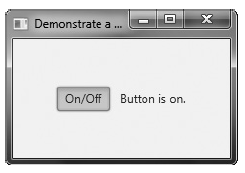 Demonstrate a ...
On/Off Button is on.